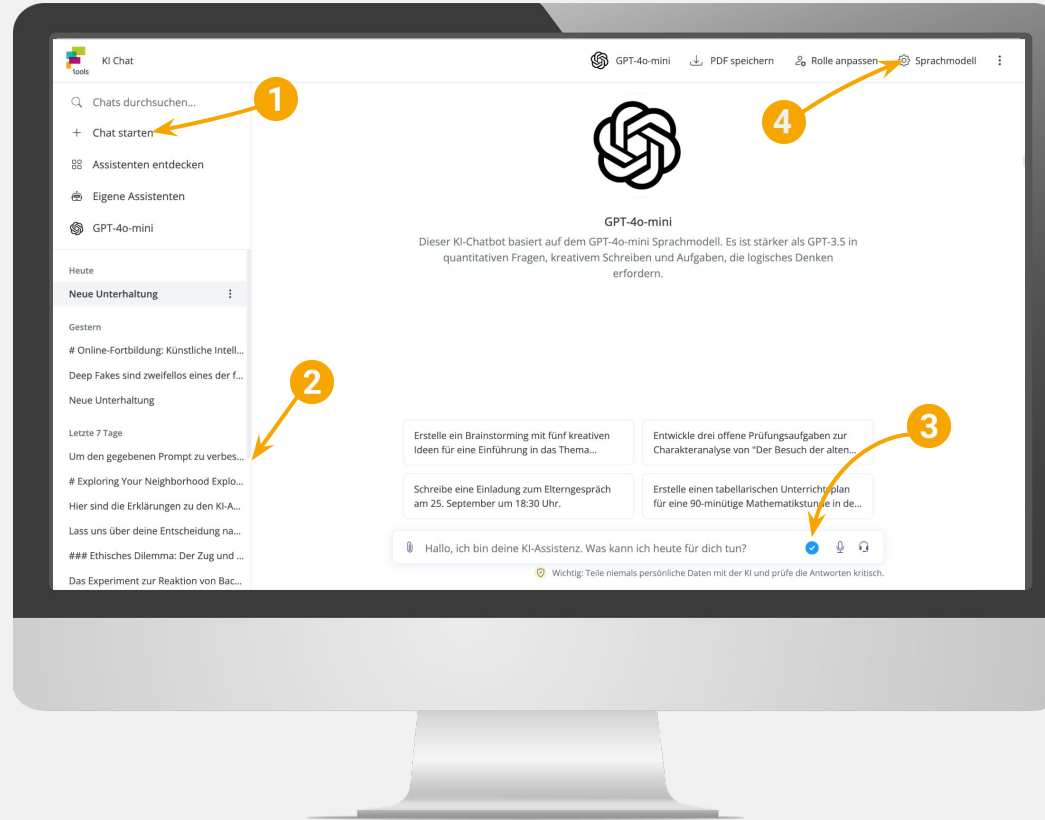 tools
KI Chat
GPT-4o-mini
PDF speichern
Rolle anpassen
Sprachmodell
Chats durchsuchen...
1
Chat starten
4
Assistenten entdecken
Eigene Assistenten
GPT-4o-mini
GPT-4o-mini
Dieser KI-Chatbot basiert auf dem GPT-4o-mini Sprachmodell. Es ist stärker als GPT-3.5 in
quantitativen Fragen, kreativem Schreiben und Aufgaben, die logisches Denken
erfordern.
Heute
Neue Unterhaltung
Gestern
# Online-Fortbildung: Künstliche Intell...
Deep Fakes sind zweifellos eines der f...
Neue Unterhaltung
2
Letzte 7 Tage
Um den gegebenen Prompt zu verbes...
# Exploring Your Neighborhood Explo...
Hier sind die Erklärungen zu den KI-A...
Lass uns über deine Entscheidung na...
### Ethisches Dilemma: Der Zug und ...
Das Experiment zur Reaktion von Bac...
Erstelle ein Brainstorming mit fünf kreativen
Ideen für eine Einführung in das Thema...
Entwickle drei offene Prüfungsaufgaben zur
Charakteranalyse von "Der Besuch der alten...
3
Schreibe eine Einladung zum Elterngespräch
am 25. September um 18:30 Uhr.
Erstelle einen tabellarischen Unterrichtsplan
für eine 90-minütige Mathematikstunde in de...
Hallo, ich bin deine KI-Assistenz. Was kann ich heute für dich tun?
Wichtig: Teile niemals persönliche Daten mit der KI und prüfe die Antworten kritisch.